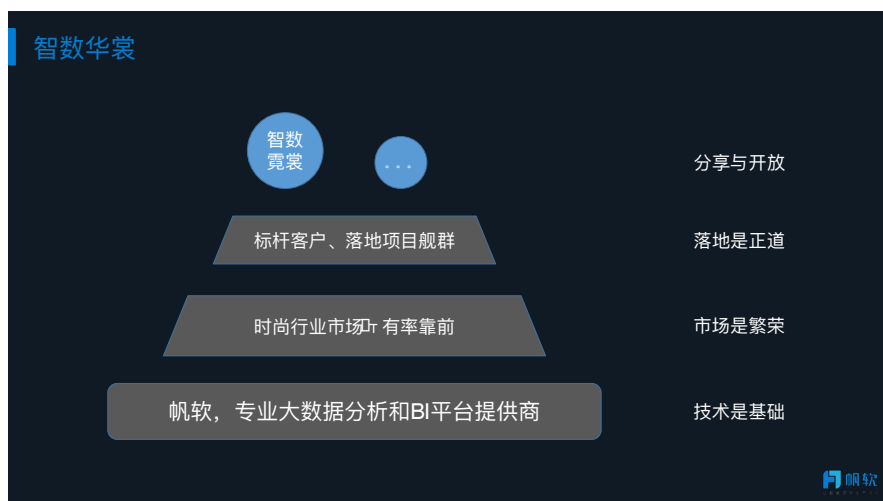 智数华裳
智数
霓裳
...
分享与开放
标杆客户、落地项目舰群
落地是正道
时尚行业市场 有率靠前
市场是繁荣
帆软，专业大数据分析和BI平台提供商
技术是基础
帆软